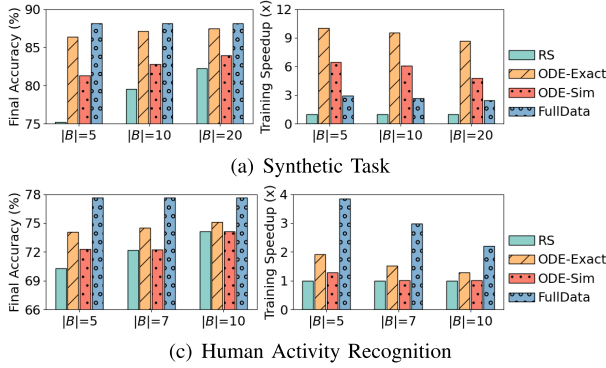 Final Accuracy (%)
90
85
80
75
|B|=5 |B|=10 |B|=20
Training Speedup (x)
12
9
6
3
0
|B|=5 |B|=10 |B|=20
RS
ODE-Exact
ODE-Sim
FullData
(a) Synthetic Task
Final Accuracy (%)
78
75
72
69
66
|B|=5 |B|=7 |B|=10
Training Speedup (x)
4
3
2
1
0
|B|=5 |B|=7 |B|=10
RS
ODE-Exact
ODE-Sim
FullData
(c) Human Activity Recognition